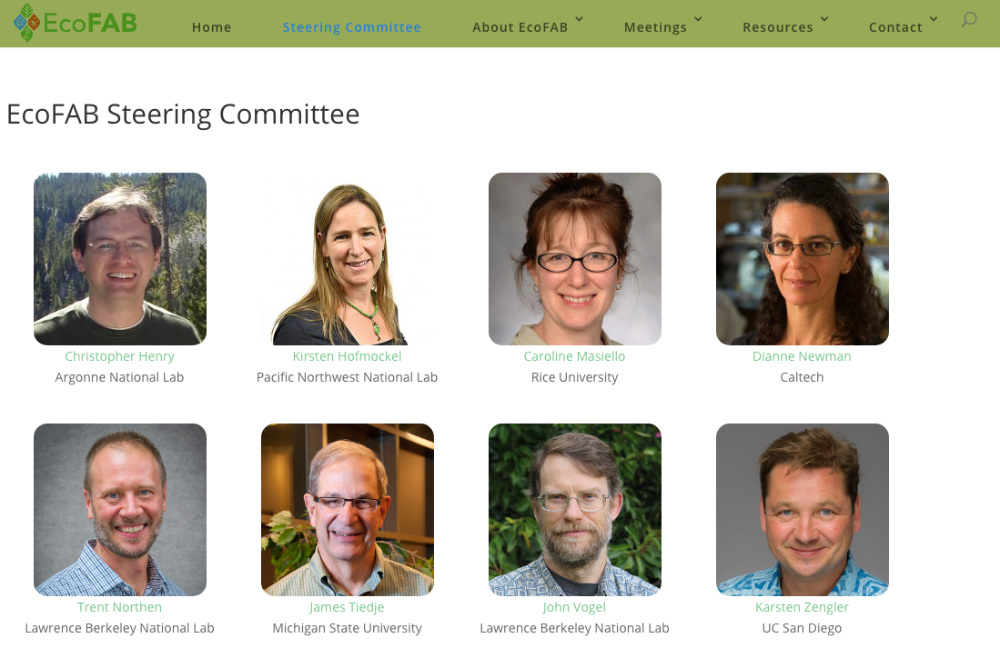 EcoFAB
Home
Steering Committee
About EcoFAB
Meetings
Resources
Contact
EcoFAB Steering Committee
Christopher Henry
Argonne National Lab
Kirsten Hofmockel
Pacific Northwest National Lab
Caroline Masiello
Rice University
Dianne Newman
Caltech
Trent Northen
Lawrence Berkeley National Lab
James Tiedje
Michigan State University
John Vogel
Lawrence Berkeley National Lab
Karsten Zengler
UC San Diego